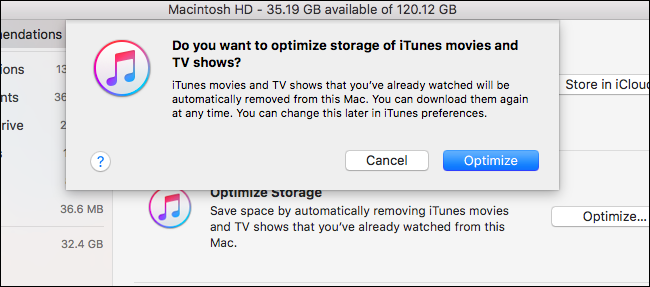 Macintosh HD - 35.19 GB available of 120.12 GB
endations
Do you want to optimize storage of iTunes movies and
TV shows?
iTunes movies and TV shows that you've already watched will be
automatically removed from this Mac. You can download them again
at any time. You can change this later in iTunes preferences.
ions 13
Store in iCloud
nts 36
rive
s
? Cancel Optimize
Optimize Storage
36.6 MB
Save space by automatically removing iTunes movies
and TV shows that you've already watched from this
Mac.
Optimize...
32.4 GB